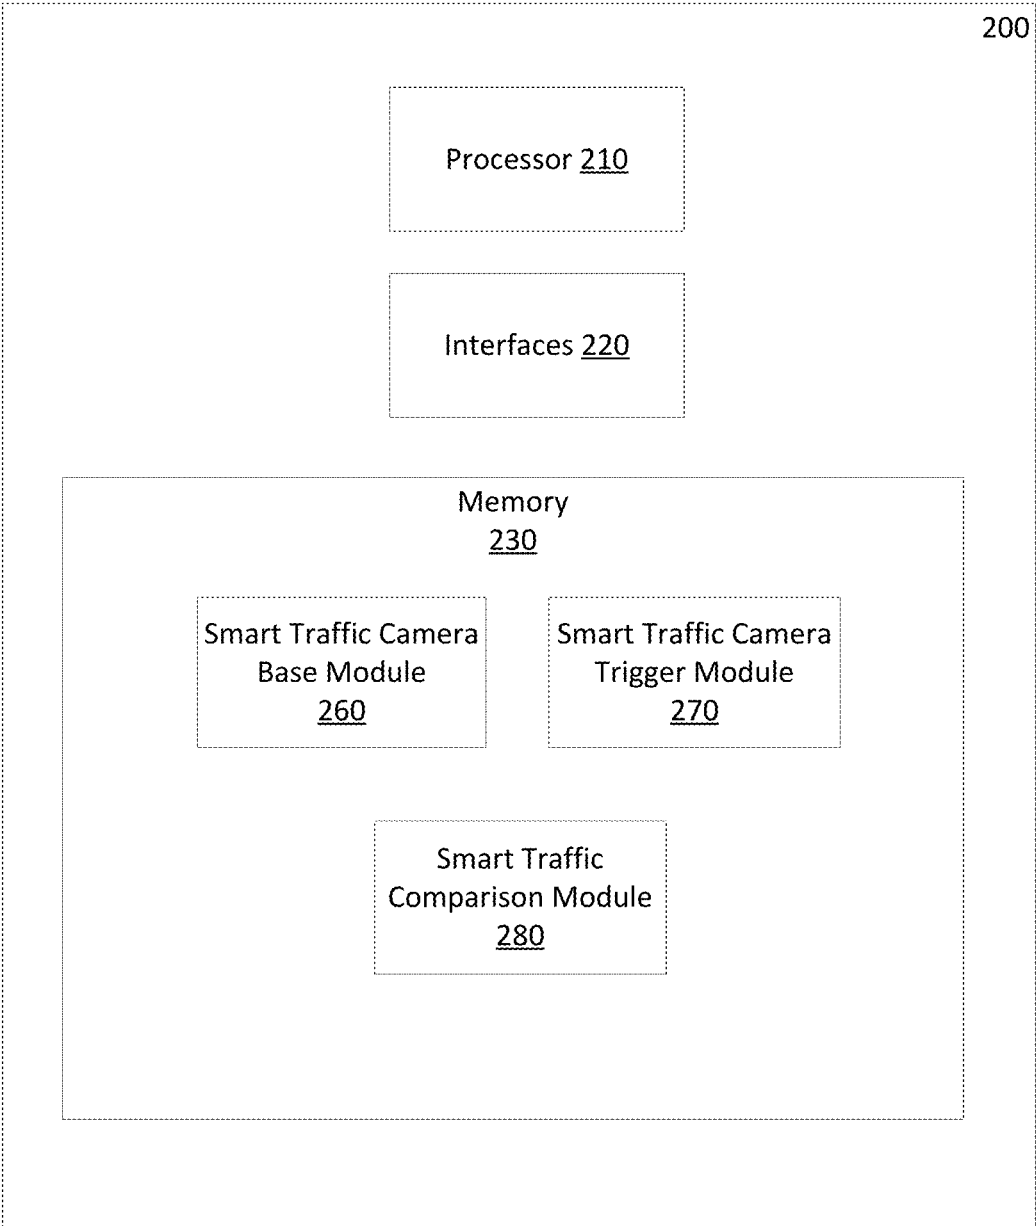 200
Processor 210
Interfaces 220
Memory
230
Smart Traffic Camera
Base Module
260
Smart Traffic Camera
Trigger Module
270
Smart Traffic
Comparison Module
280